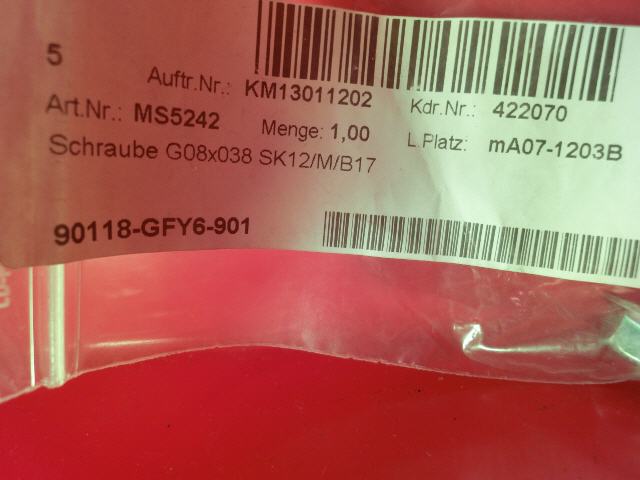 5
Auftr.Nr.: KM13011202 Kdr.Nr.: 422070
Art.Nr.: MS5242 Menge: 1,00 L.Platz: mA07-1203B
Schraube G08x038 SK12/M/B17
90118-GFY6-901